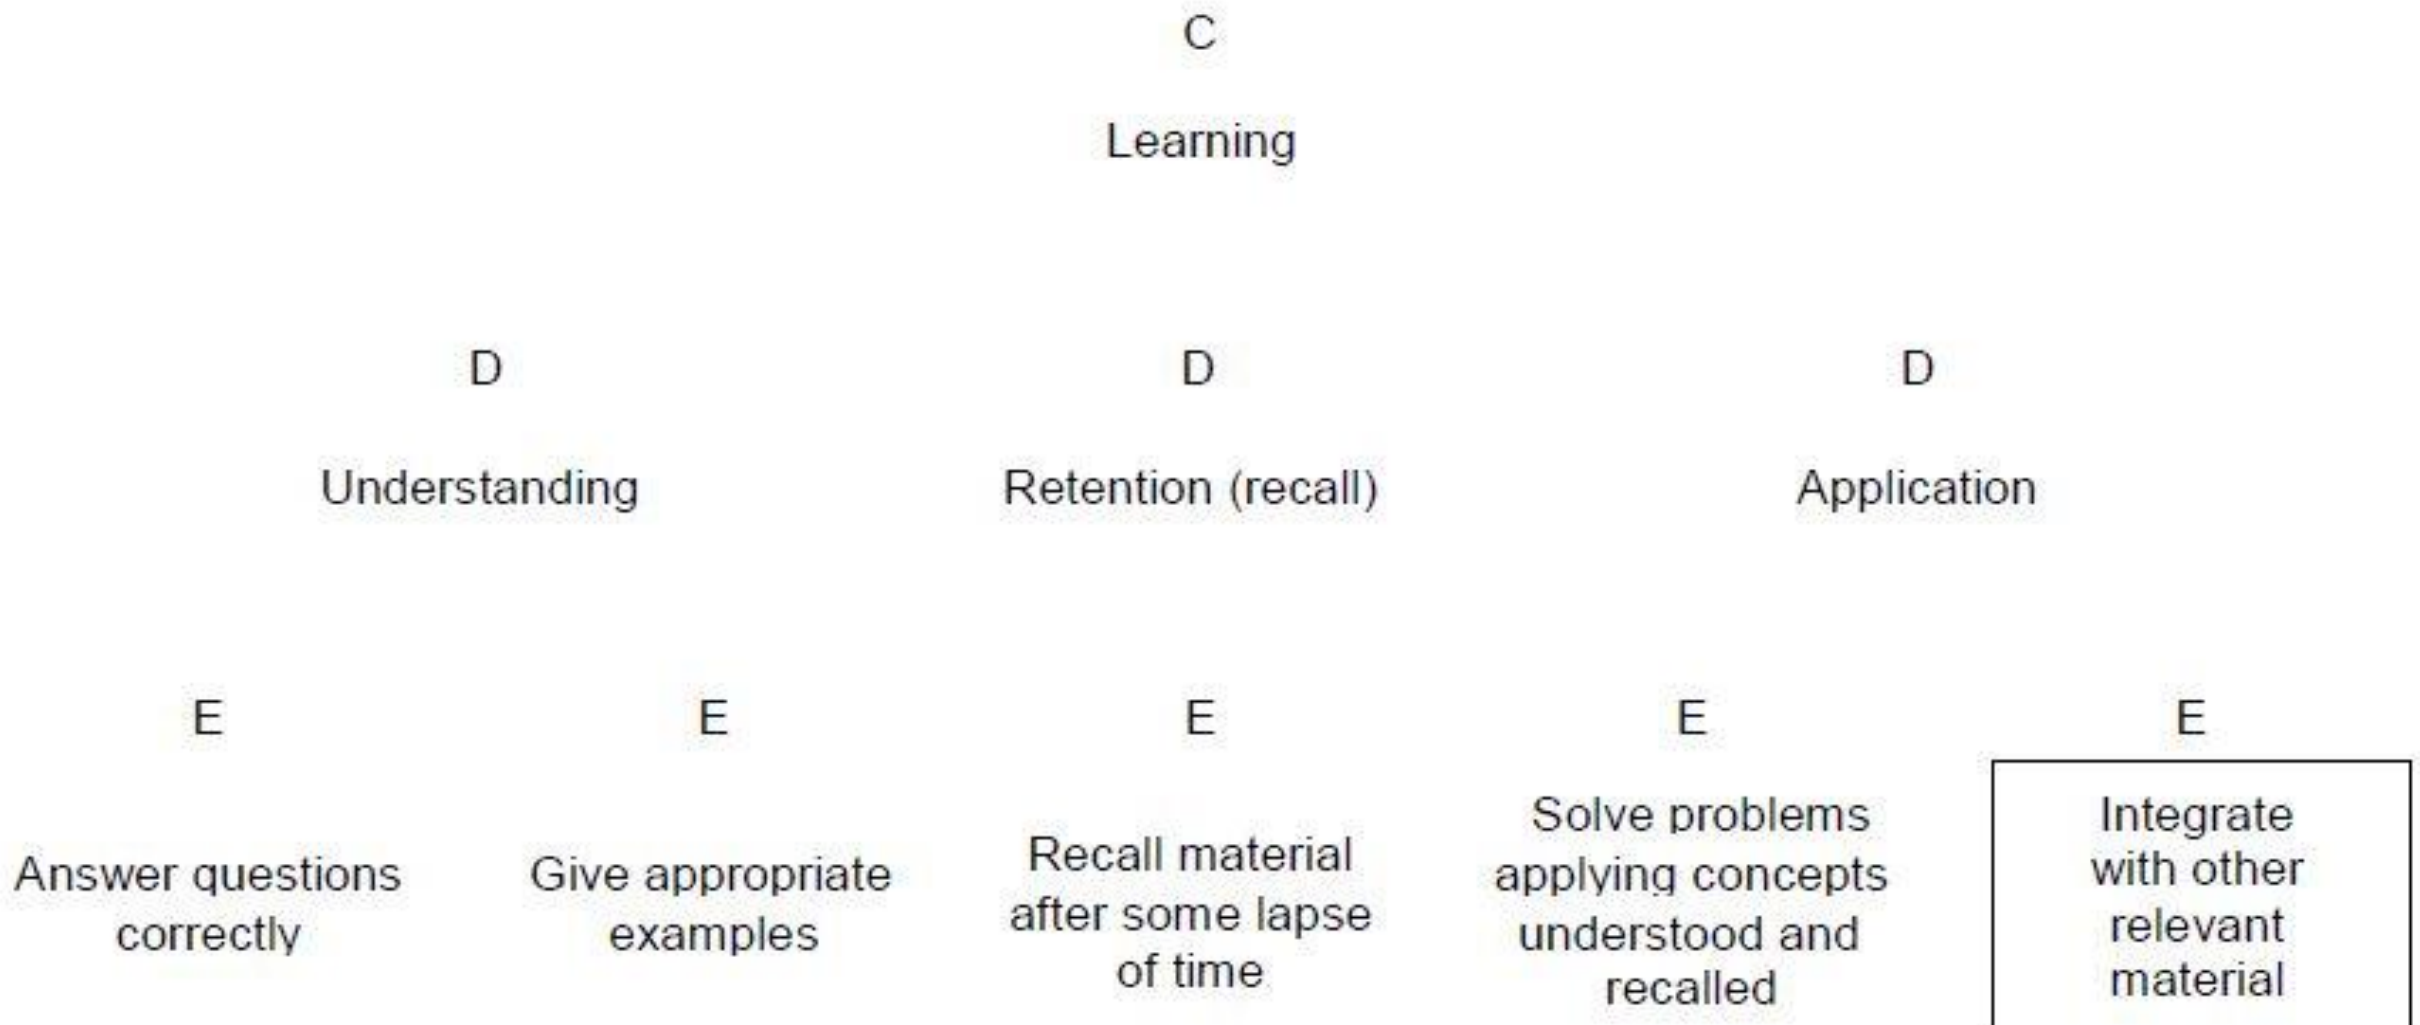 C
Learning
D
D
D
Understanding
Retention (recall)
Application
E
E
E
E
E
Answer questions
correctly
Give appropriate
examples
Recall material
after some lapse
of time
Solve problems
applying concepts
understood and
recalled
Integrate
with other
relevant
material